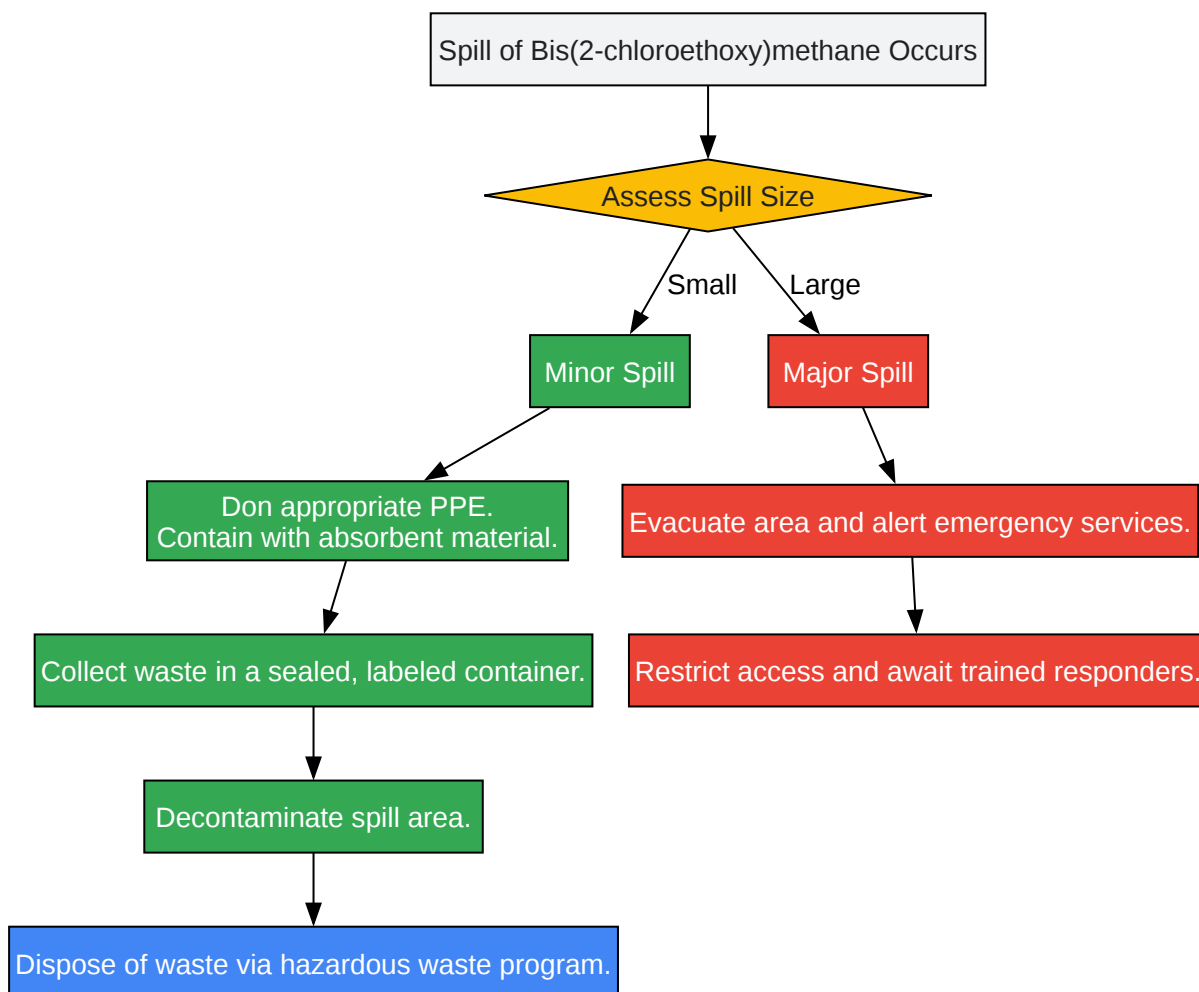 Spill of Bis(2-chloroethoxy)methane Occurs
Assess Spill Size
Small
Large
Minor Spill
Major Spill
Don appropriate PPE.
Contain with absorbent material.
Evacuate area and alert emergency services.
Collect waste in a sealed, labeled container.
Restrict access and await trained responders.
Decontaminate spill area.
Dispose of waste via hazardous waste program.